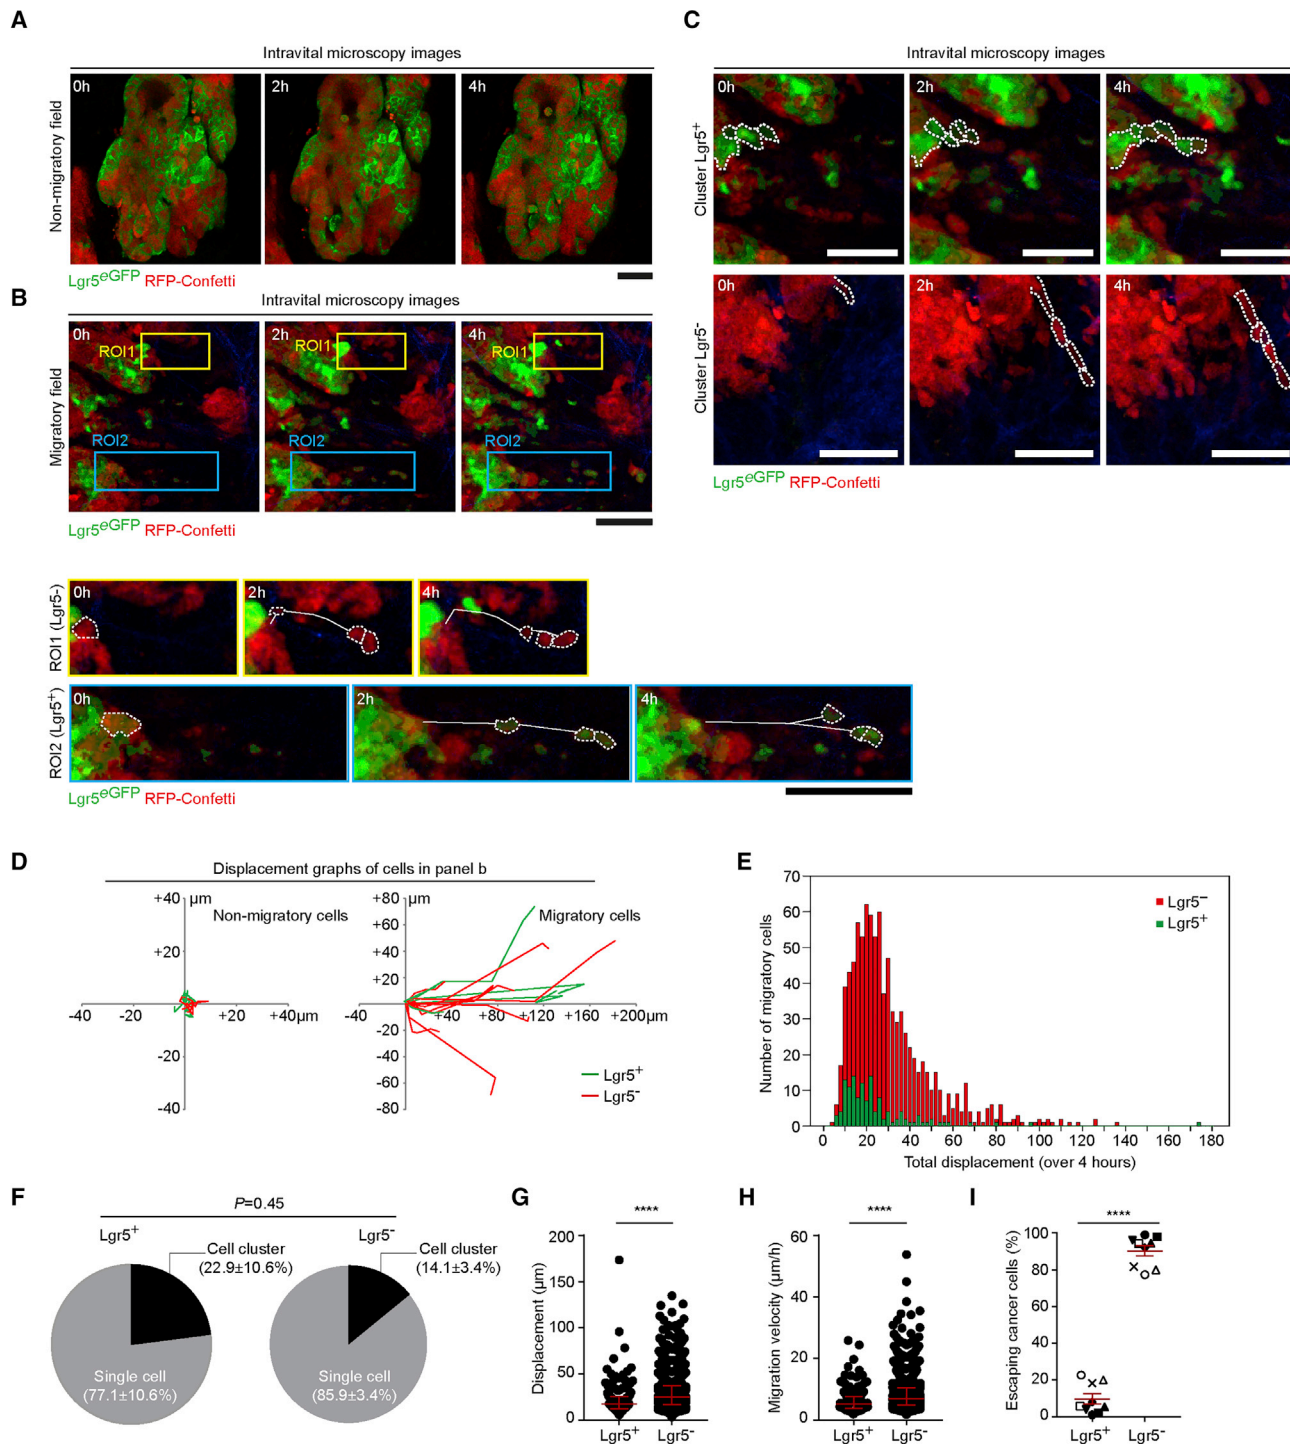 A
Intravital microscopy images
Non-migratory field
0h
2h
4h
Lgr5eGFP RFP-Confetti
B
Intravital microscopy images
Migratory field
0h
2h
4h
ROI1
ROI1
ROI1
ROI2
ROI2
ROI2
Lgr5eGFP RFP-Confetti
ROI1 (Lgr5-)
0h
2h
4h
ROI2 (Lgr5+)
0h
2h
4h
Lgr5eGFP RFP-Confetti
C
Intravital microscopy images
Cluster Lgr5+
0h
2h
4h
Cluster Lgr5-
0h
2h
4h
Lgr5eGFP RFP-Confetti
D
Displacement graphs of cells in panel b
+40
µm
Non-migratory cells
+20
-40
-20
+20
+40µm
-20
-40
+80
µm
Migratory cells
+60
+40
+20
-40
+40
+80
+120
+160
+200µm
-20
-40
-60
-80
Lgr5+
Lgr5-
E
Number of migratory cells
70
60
50
40
30
20
10
0
Lgr5−
Lgr5+
0 20 40 60 80 100 120 140 160 180
Total displacement (over 4 hours)
F
P=0.45
Lgr5+
Lgr5-
Cell cluster
(22.9±10.6%)
Cell cluster
(14.1±3.4%)
Single cell
(77.1±10.6%)
Single cell
(85.9±3.4%)
G
****
Displacement (µm)
200
150
100
50
0
Lgr5+ Lgr5-
H
****
Migration velocity (µm/h)
60
40
20
0
Lgr5+ Lgr5-
I
****
Escaping cancer cells (%)
100
80
60
40
20
0
Lgr5+ Lgr5-